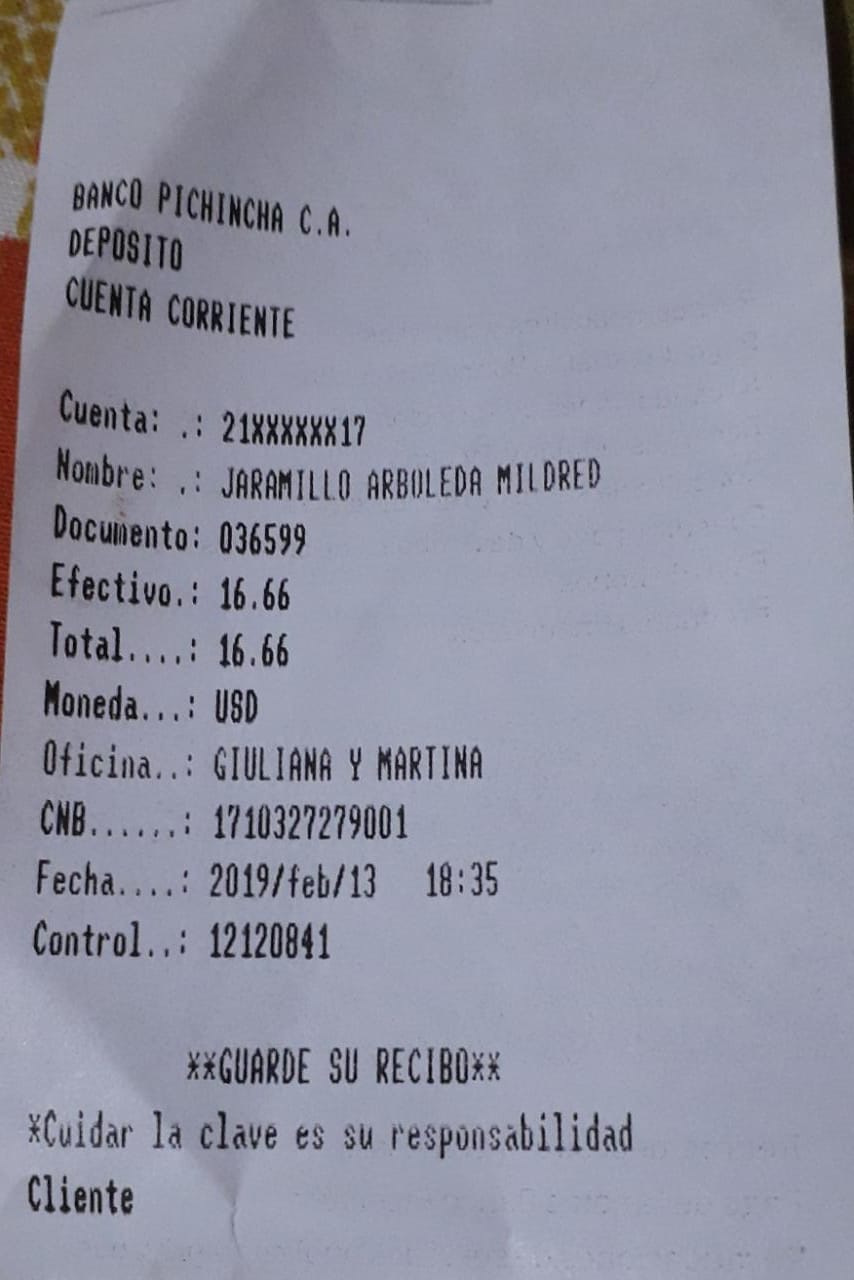 BANCO PICHINCHA C.A.
DEPOSITO
CUENTA CORRIENTE
Cuenta: .: 21XXXXXX17
Nombre: .: JARAMILLO ARBOLEDA MILDRED
Documento: 036599
Efectivo.: 16.66
Total....: 16.66
Moneda...: USD
Oficina..: GIULIANA Y MARTINA
CNB......: 1710327279001
Fecha....: 2019/feb/13 18:35
Control..: 12120841
**GUARDE SU RECIBO**
*Cuidar la clave es su responsabilidad
Cliente